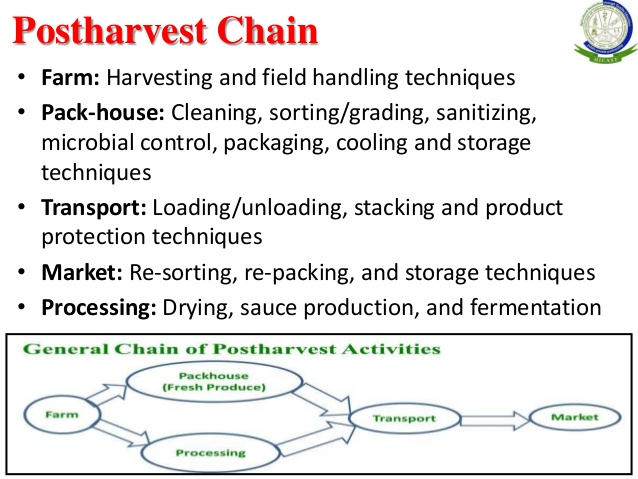 Postharvest Chain
• Farm: Harvesting and field handling techniques
• Pack-house: Cleaning, sorting/grading, sanitizing,
microbial control, packaging, cooling and storage
techniques
• Transport: Loading/unloading, stacking and product
protection techniques
• Market: Re-sorting, re-packing, and storage techniques
• Processing: Drying, sauce production, and fermentation
General Chain of Postharvest Activities
Packhouse
(Fresh Produce)
Farm
Transport
Market
Processing
HICAST